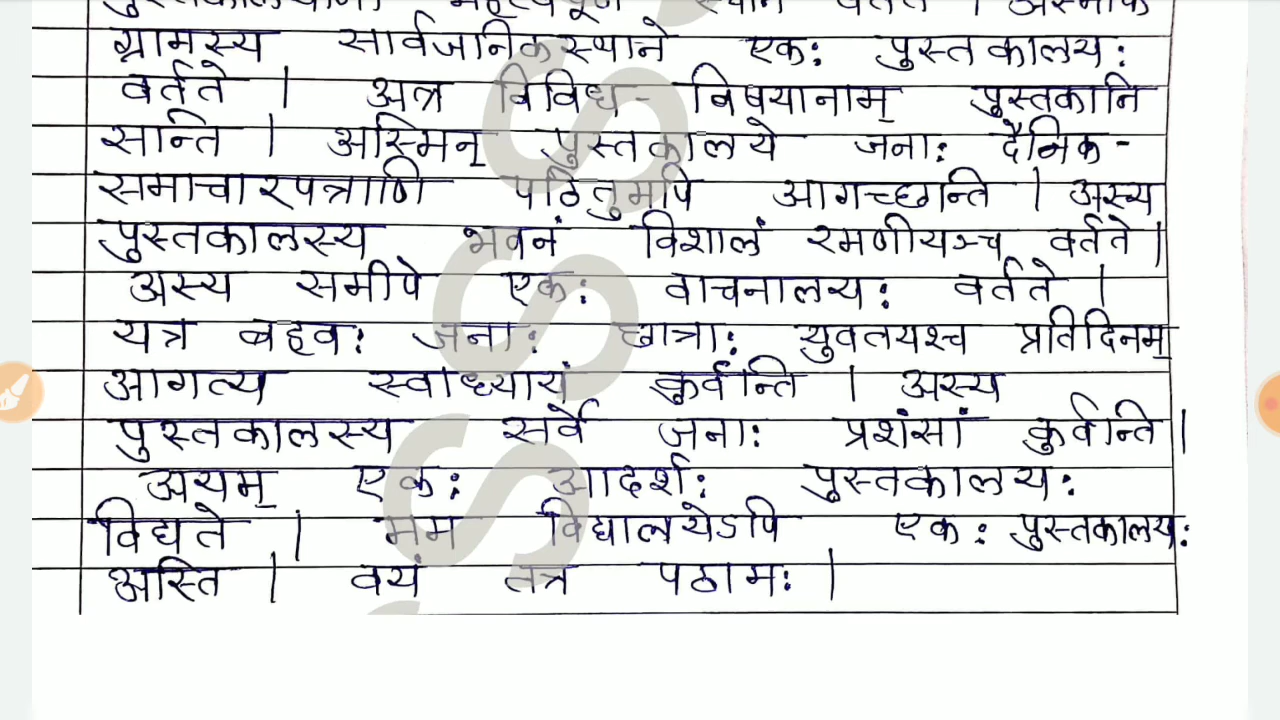 ग्रामस्य सार्वजनिकस्थाने एकः पुस्तकालयः
वर्तते । अत्र विविध - विषयानाम् पुस्तकानि
सन्ति । अस्मिन् पुस्तकालये जनाः दैनिक-
समाचारपत्राणि पठितुमपि आगच्छन्ति । अस्य
पुस्तकालस्य भवनं विशालं रमणीयञ्च वर्तते।
अस्य समीपे एकः वाचनालयः वर्तते ।
यत्र बहवः जनाः छात्राः युवतयश्च प्रतिदिनम्
आगत्य स्वाध्यायं कुर्वन्ति । अस्य
पुस्तकालस्य सर्वे जनाः प्रशंसां कुर्वन्ति।
अयम् एकः आदर्शः पुस्तकालयः
विद्यते । मम विद्यालयेऽपि एकः पुस्तकालयः
अस्ति । वयं तत्र पठामः ।